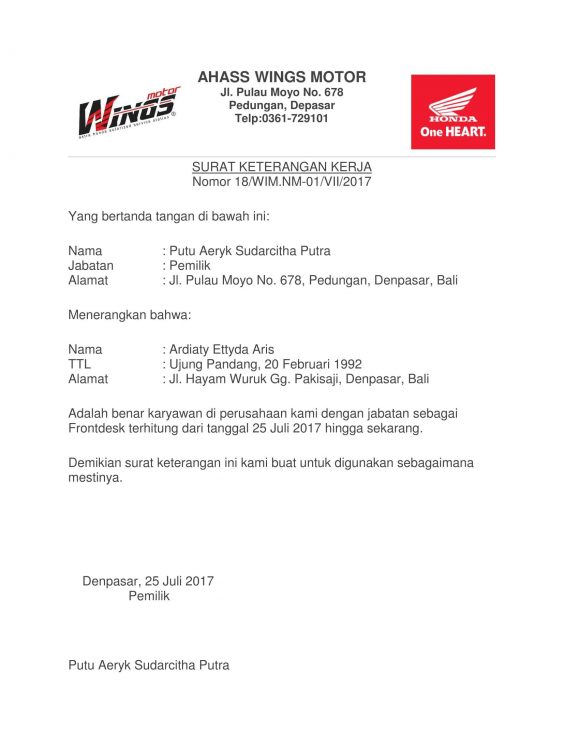 AHASS WINGS MOTOR
Jl. Pulau Moyo No. 678
Pedungan, Depasar
Telp:0361-729101
motor
WINGS
HONDA
One HEART.
SURAT KETERANGAN KERJA
Nomor 18/WIM.NM-01/VII/2017
Yang bertanda tangan di bawah ini:
Nama : Putu Aeryk Sudarcitha Putra
Jabatan : Pemilik
Alamat : Jl. Pulau Moyo No. 678, Pedungan, Denpasar, Bali
Menerangkan bahwa:
Nama : Ardiaty Ettyda Aris
TTL : Ujung Pandang, 20 Februari 1992
Alamat : Jl. Hayam Wuruk Gg. Pakisaji, Denpasar, Bali
Adalah benar karyawan di perusahaan kami dengan jabatan sebagai
Frontdesk terhitung dari tanggal 25 Juli 2017 hingga sekarang.
Demikian surat keterangan ini kami buat untuk digunakan sebagaimana
mestinya.
Denpasar, 25 Juli 2017
Pemilik
Putu Aeryk Sudarcitha Putra